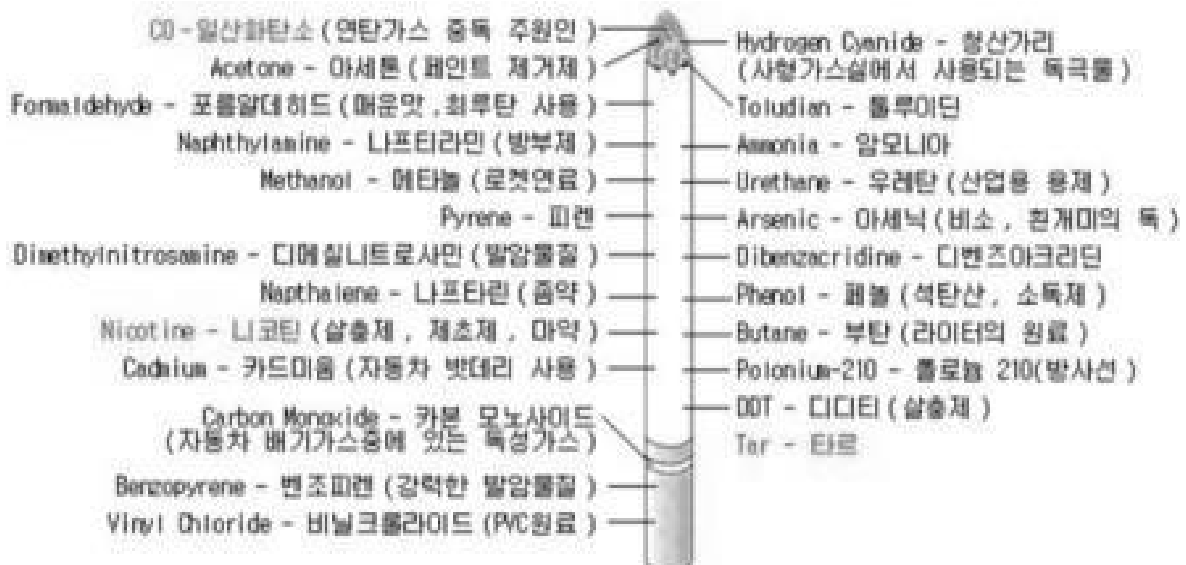 CO-일산화탄소 (연탄가스 중독 주원인)
Acetone - 아세톤 (페인트 제거제)
Formaldehyde - 포름알데히드 (매운맛, 최루탄 사용)
Naphthylamine - 나프티라민 (방부제)
Methanol - 메타놀 (로켓연료)
Pyrene - 피렌
Dimethylnitrosamine - 디메실니트로사민 (발암물질)
Napthalene - 나프타린 (좀약)
Nicotine - 니코틴 (살충제, 제초제, 마약)
Cadmium - 카드미움 (자동차 밧데리 사용)
Carbon Monoxide - 카본 모노사이드
(자동차 배기가스중에 있는 독성가스)
Benzopyrene - 벤조피렌 (강력한 발암물질)
Vinyl Chloride - 비닐크롤라이드 (PVC원료)
Hydrogen Cyanide - 청산가리
(사형가스실에서 사용되는 독극물)
Toludian - 톨루이딘
Ammonia - 암모니아
Urethane - 우레탄 (산업용 용제)
Arsenic - 아세닉 (비소, 흰개미의 독)
Dibenzacridine - 디벤즈아크리딘
Phenol - 페놀 (석탄산, 소독제)
Butane - 부탄 (라이터의 원료)
Polonium-210 - 폴로늄 210(방사선)
DDT - 디디티 (살충제)
Tar - 타르